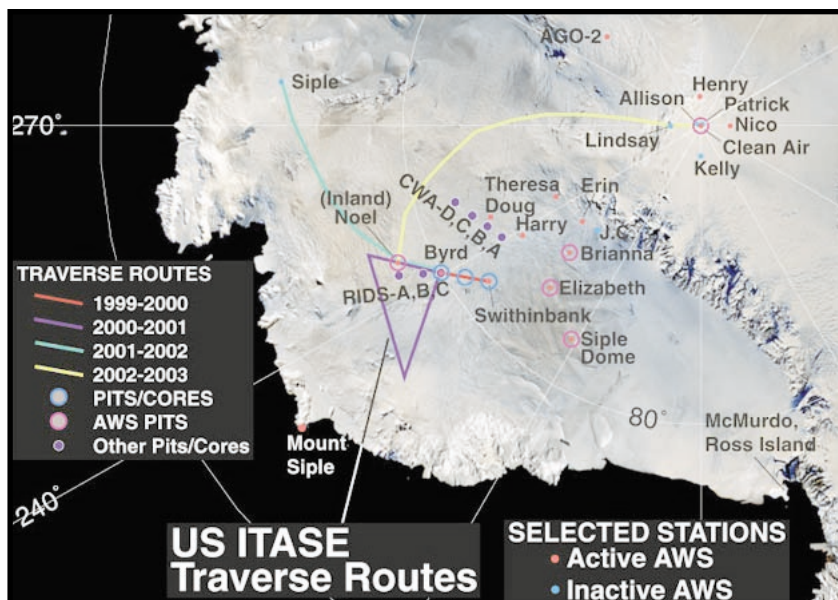 AGO-2
Siple
Henry
Allison
Patrick
270°
Lindsay
Nico
Clean Air
Kelly
(Inland)
Noel
CWA-D,C,B,A
Theresa
Doug
Erin
Harry
J.C.
Byrd
Brianna
TRAVERSE ROUTES
1999-2000
2000-2001
2001-2002
2002-2003
PITS/CORES
AWS PITS
Other Pits/Cores
RIDS-A,B,C
Elizabeth
Swithinbank
Siple
Dome
80°
McMurdo,
Ross Island
Mount
Siple
240°
US ITASE
Traverse Routes
SELECTED STATIONS
Active AWS
Inactive AWS